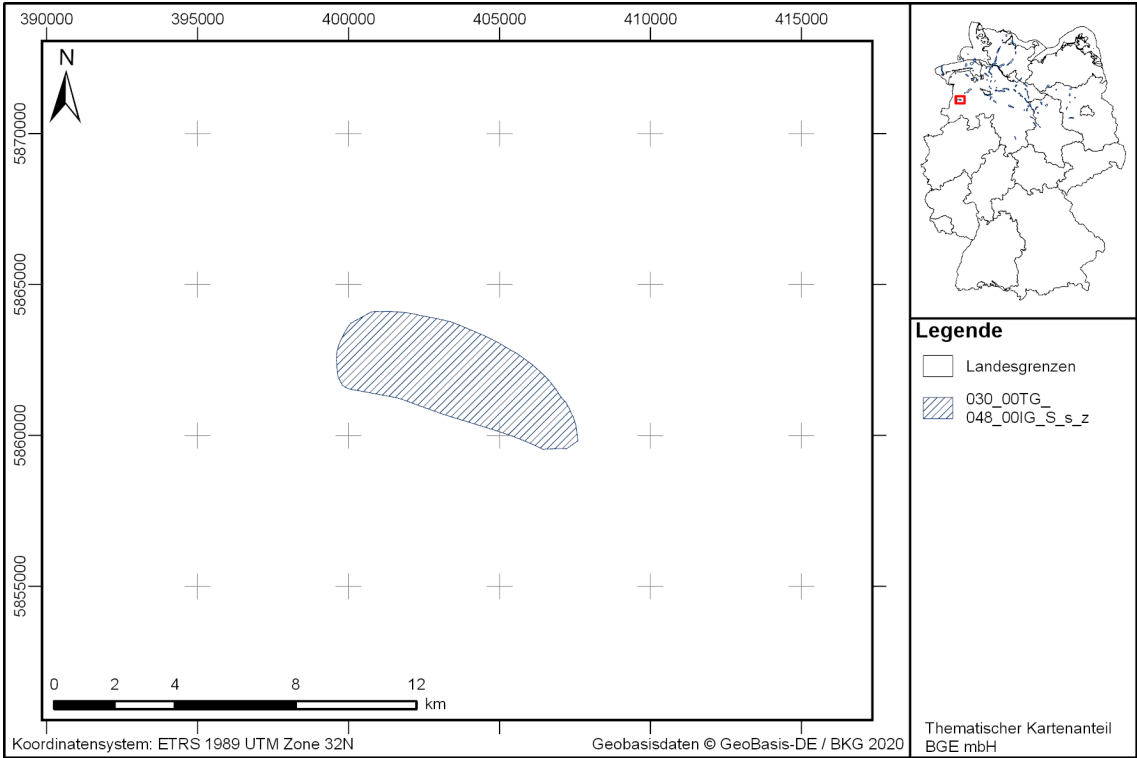 390000 395000 400000 405000 410000 415000
N
5870000
5865000
5860000
5855000
0 2 4 8 12
km
Koordinatensystem: ETRS 1989 UTM Zone 32N
Geobasisdaten © GeoBasis-DE / BKG 2020
Legende
Landesgrenzen
030_00TG_
048_00IG_S_s_z
Thematischer Kartenanteil
BGE mbH